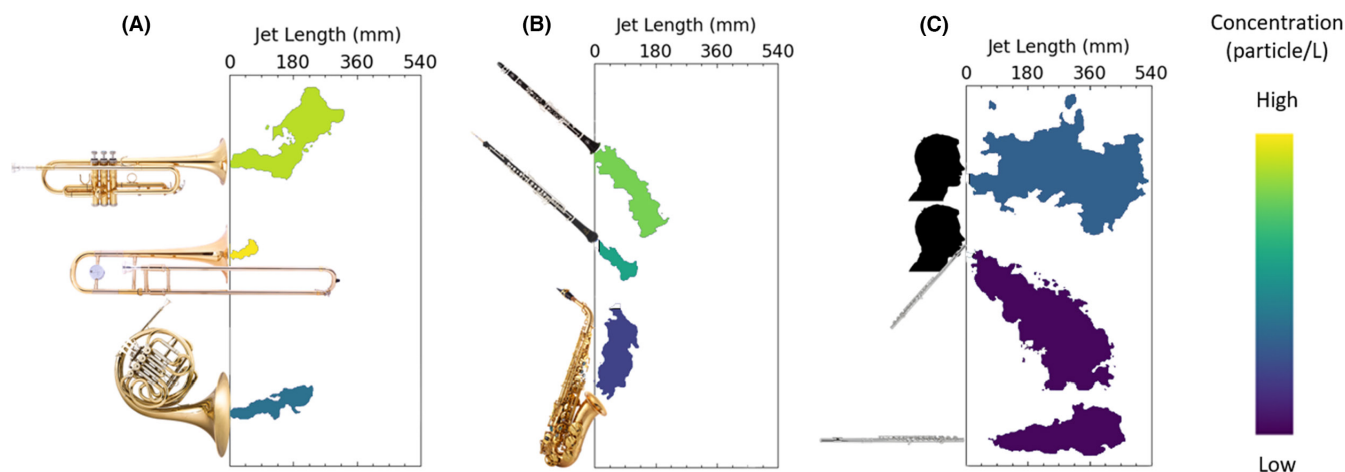 (A)
Jet Length (mm)
0 180 360 540
(B)
Jet Length (mm)
0 180 360 540
(C)
Jet Length (mm)
0 180 360 540
Concentration
(particle/L)
High
Low